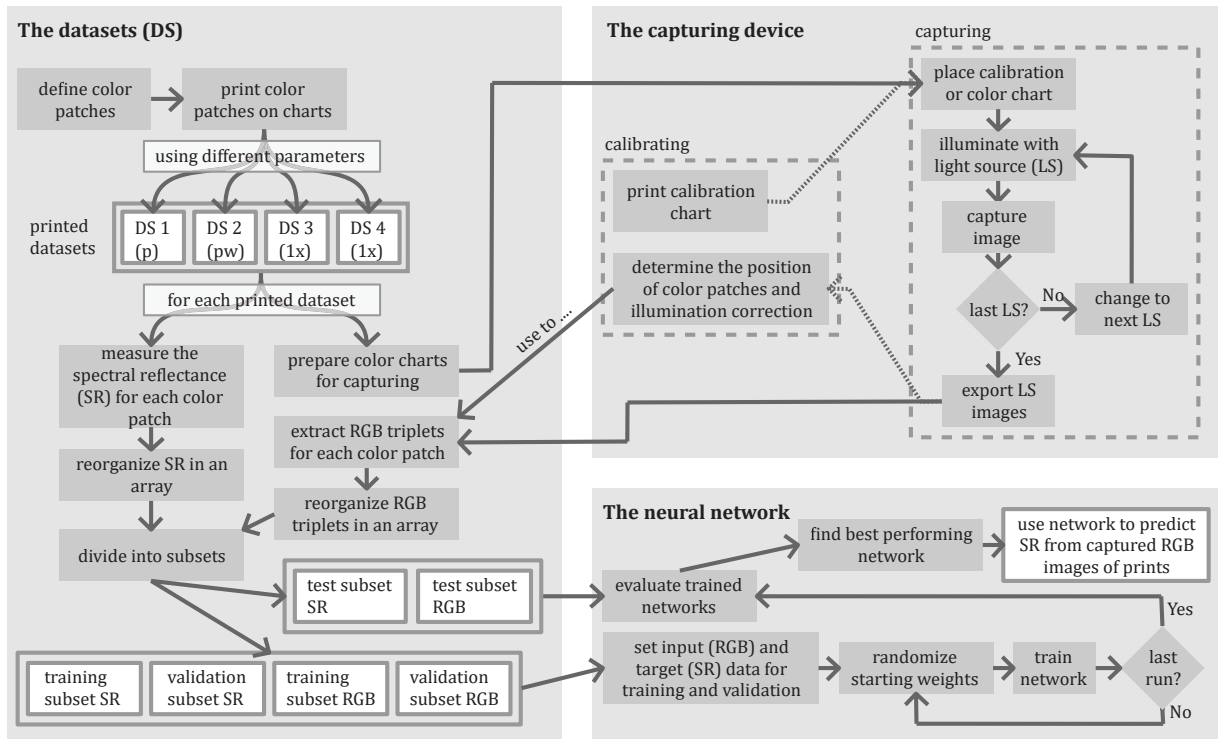 The datasets (DS)
define color
patches
print color
patches on charts
using different parameters
printed
datasets
DS 1
(p)
DS 2
(pw)
DS 3
(1x)
DS 4
(1x)
for each printed dataset
measure the
spectral reflectance
(SR) for each color
patch
prepare color charts
for capturing
extract RGB triplets
for each color patch
reorganize SR in an
array
reorganize RGB
triplets in an array
divide into subsets
test subset
SR
test subset
RGB
training
subset SR
validation
subset SR
training
subset RGB
validation
subset RGB
The capturing device
capturing
place calibration
or color chart
illuminate with
light source (LS)
capture
image
last LS?
No
change to
next LS
Yes
export LS
images
calibrating
print calibration
chart
determine the position
of color patches and
illumination correction
use to ....
The neural network
find best performing
network
use network to predict
SR from captured RGB
images of prints
evaluate trained
networks
set input (RGB) and
target (SR) data for
training and validation
randomize
starting weights
train
network
last
run?
Yes
No